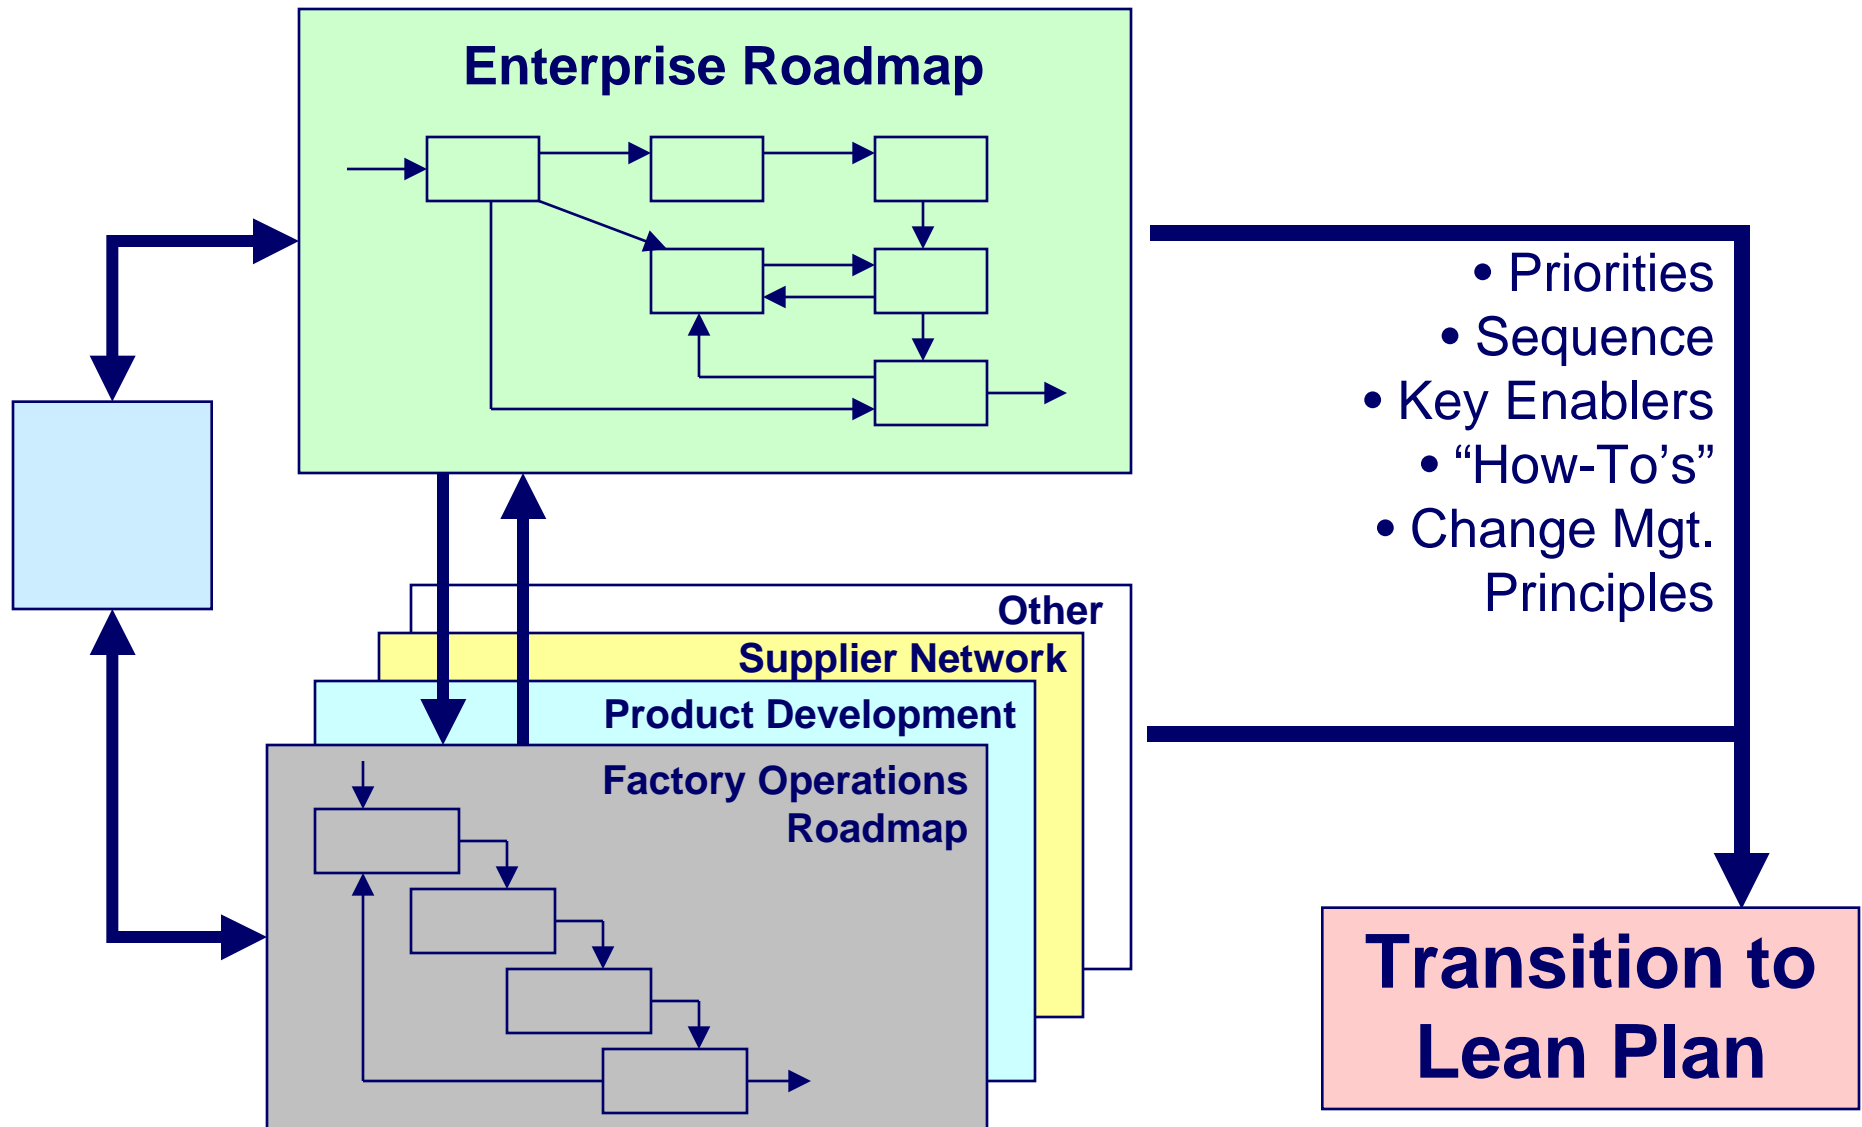 Enterprise Roadmap
• Priorities
• Sequence
• Key Enablers
• “How-To’s”
• Change Mgt.
Principles
Other
Supplier Network
Product Development
Factory Operations
Roadmap
Transition to
Lean Plan